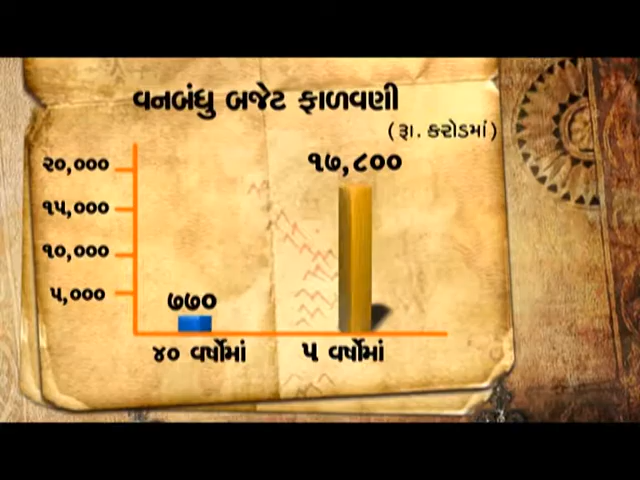 વનબંધુ બજેટ ફાળવણી
(રૂા. કરોડમાં)
૨૦,૦૦૦
૧૭,૮૦૦
૧૫,૦૦૦
૧૦,૦૦૦
૫,૦૦૦
૭૭૦
૪૦ વર્ષોમાં
૫ વર્ષોમાં